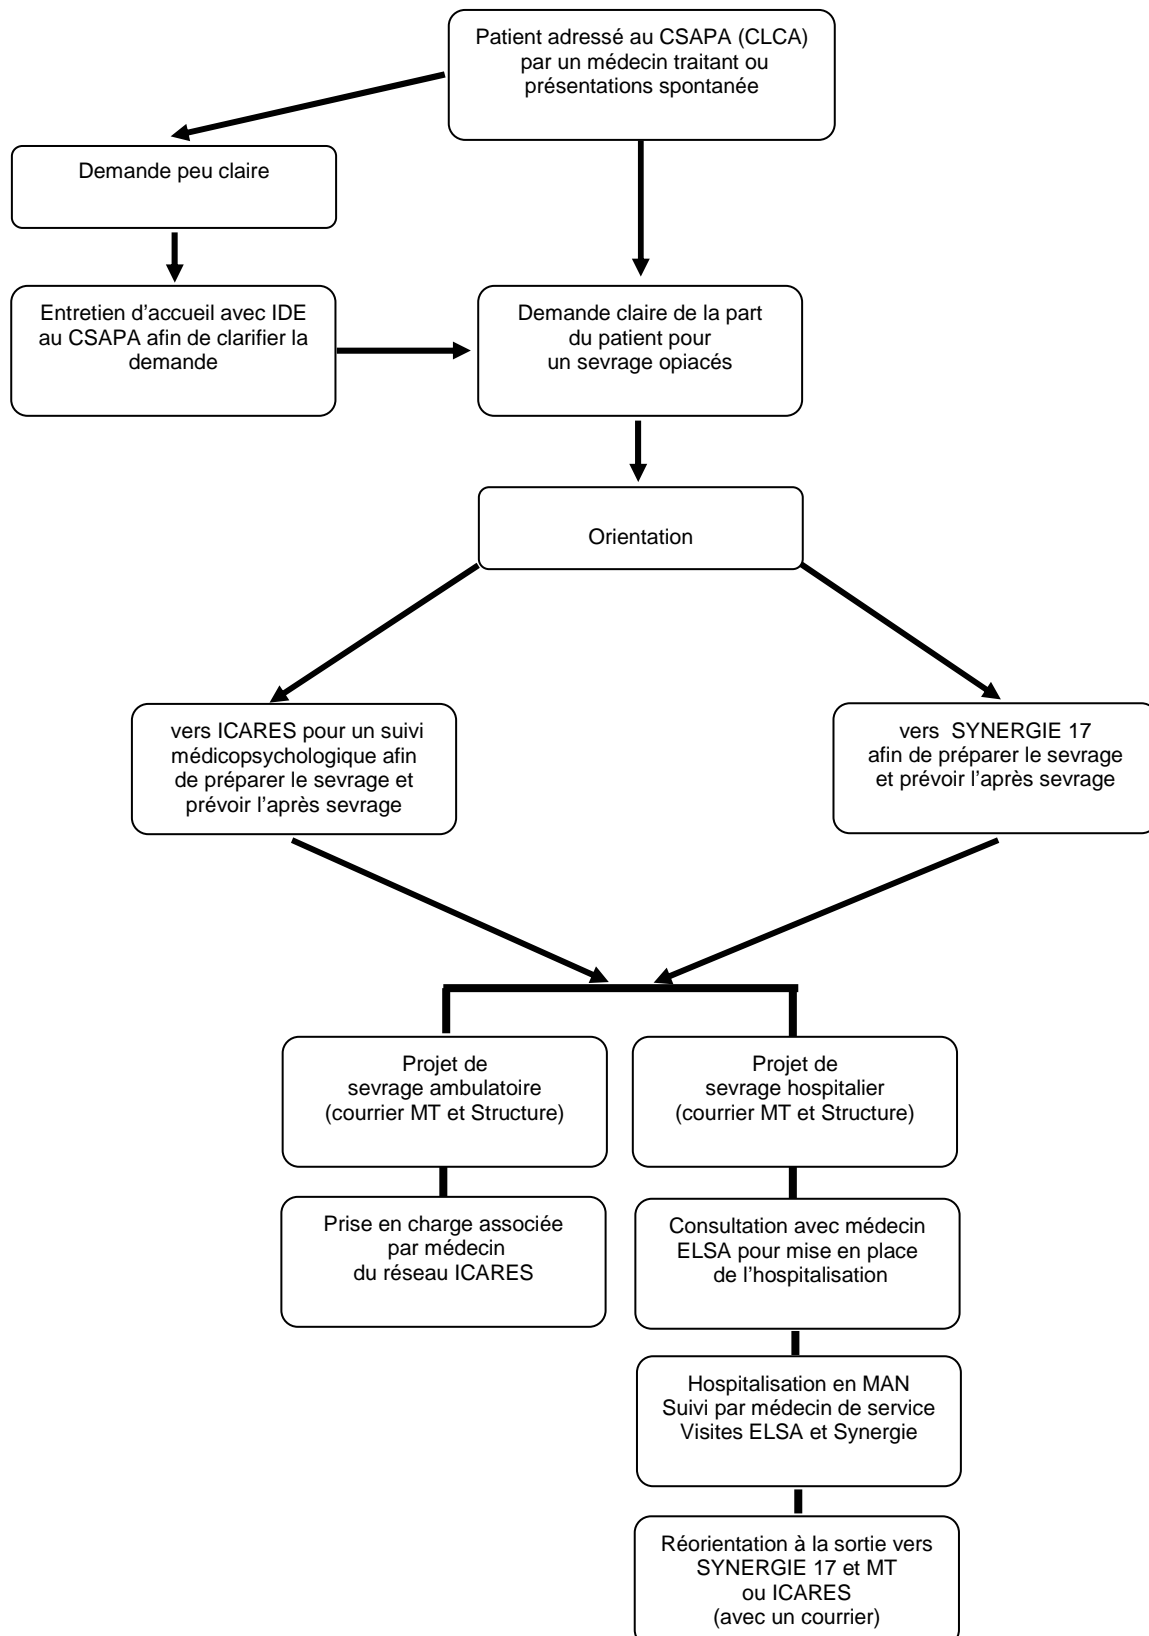 Patient adressé au CSAPA (CLCA)
par un médecin traitant ou
présentations spontanée
Demande peu claire
Entretien d’accueil avec IDE
au CSAPA afin de clarifier la
demande
Demande claire de la part
du patient pour
un sevrage opiacés
Orientation
vers ICARES pour un suivi
médicopsychologique afin
de préparer le sevrage et
prévoir l’après sevrage
vers SYNERGIE 17
afin de préparer le sevrage
et prévoir l’après sevrage
Projet de
sevrage ambulatoire
(courrier MT et Structure)
Projet de
sevrage hospitalier
(courrier MT et Structure)
Prise en charge associée
par médecin
du réseau ICARES
Consultation avec médecin
ELSA pour mise en place
de l’hospitalisation
Hospitalisation en MAN
Suivi par médecin de service
Visites ELSA et Synergie
Réorientation à la sortie vers
SYNERGIE 17 et MT
ou ICARES
(avec un courrier)